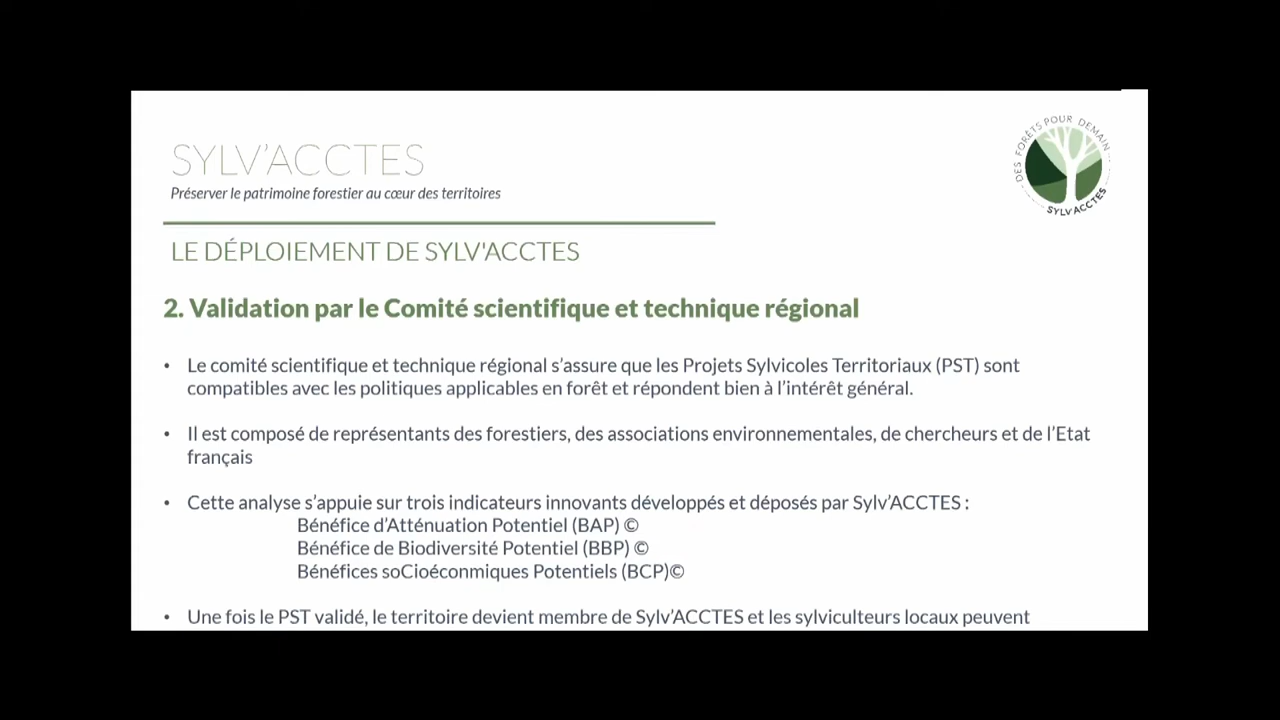 SYLV'ACCTES
Préserver le patrimoine forestier au cœur des territoires
DES FORÊTS POUR DEMAIN
SYLV'ACCTES
LE DÉPLOIEMENT DE SYLV'ACCTES
2. Validation par le Comité scientifique et technique régional
• Le comité scientifique et technique régional s'assure que les Projets Sylvicoles Territoriaux (PST) sont
compatibles avec les politiques applicables en forêt et répondent bien à l'intérêt général.
• Il est composé de représentants des forestiers, des associations environnementales, de chercheurs et de l'Etat
français
• Cette analyse s'appuie sur trois indicateurs innovants développés et déposés par Sylv'ACCTES :
Bénéfice d'Atténuation Potentiel (BAP) ©
Bénéfice de Biodiversité Potentiel (BBP) ©
Bénéfices soCioéconmiques Potentiels (BCP)©
• Une fois le PST validé, le territoire devient membre de Sylv'ACCTES et les sylviculteurs locaux peuvent